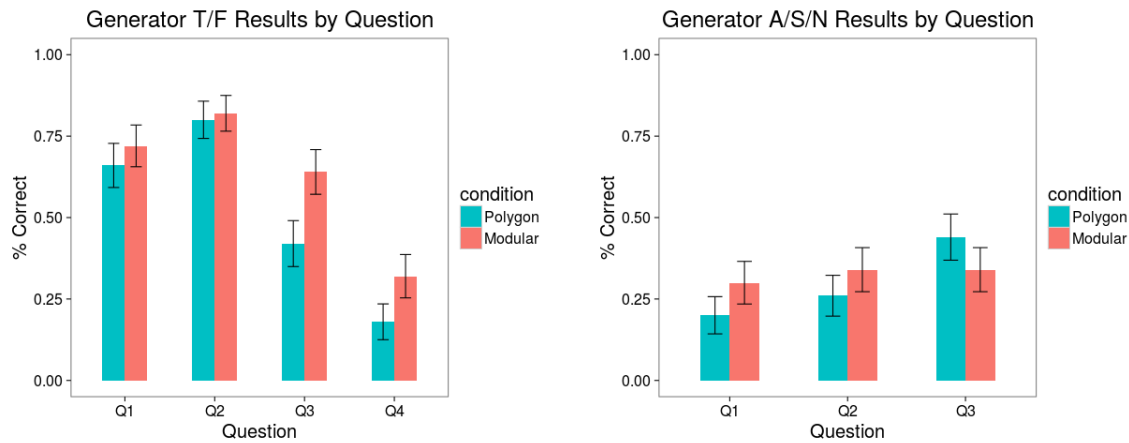 Generator T/F Results by Question
1.00
0.75
0.50
0.25
0.00
% Correct
Q1 Q2 Q3 Q4
Question
condition
Polygon
Modular
Generator A/S/N Results by Question
1.00
0.75
0.50
0.25
0.00
% Correct
Q1 Q2 Q3
Question
condition
Polygon
Modular